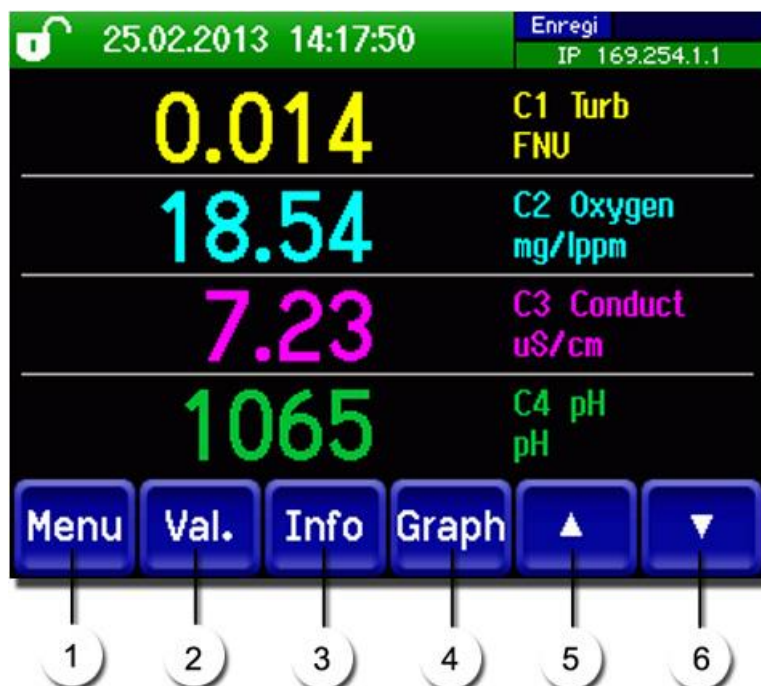 25.02.2013 14:17:50
Enregi
IP 169.254.1.1
0.014
C1 Turb
FNU
18.54
C2 Oxygen
mg/lppm
7.23
C3 Conduct
uS/cm
1065
C4 pH
pH
Menu Val. Info Graph ▲ ▼
1 2 3 4 5 6